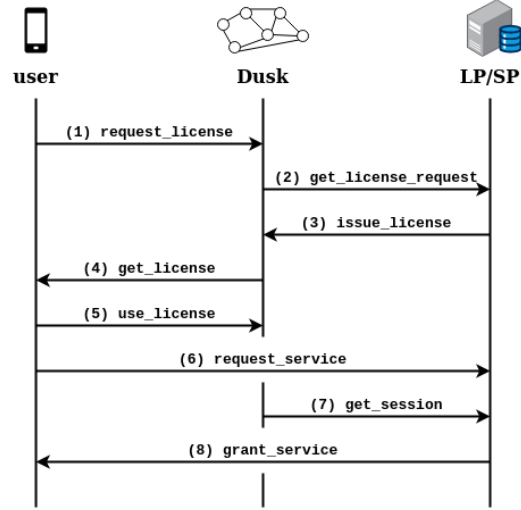 user Dusk LP/SP
(1) request_license
(2) get_license_request
(3) issue_license
(4) get_license
(5) use_license
(6) request_service
(7) get_session
(8) grant_service